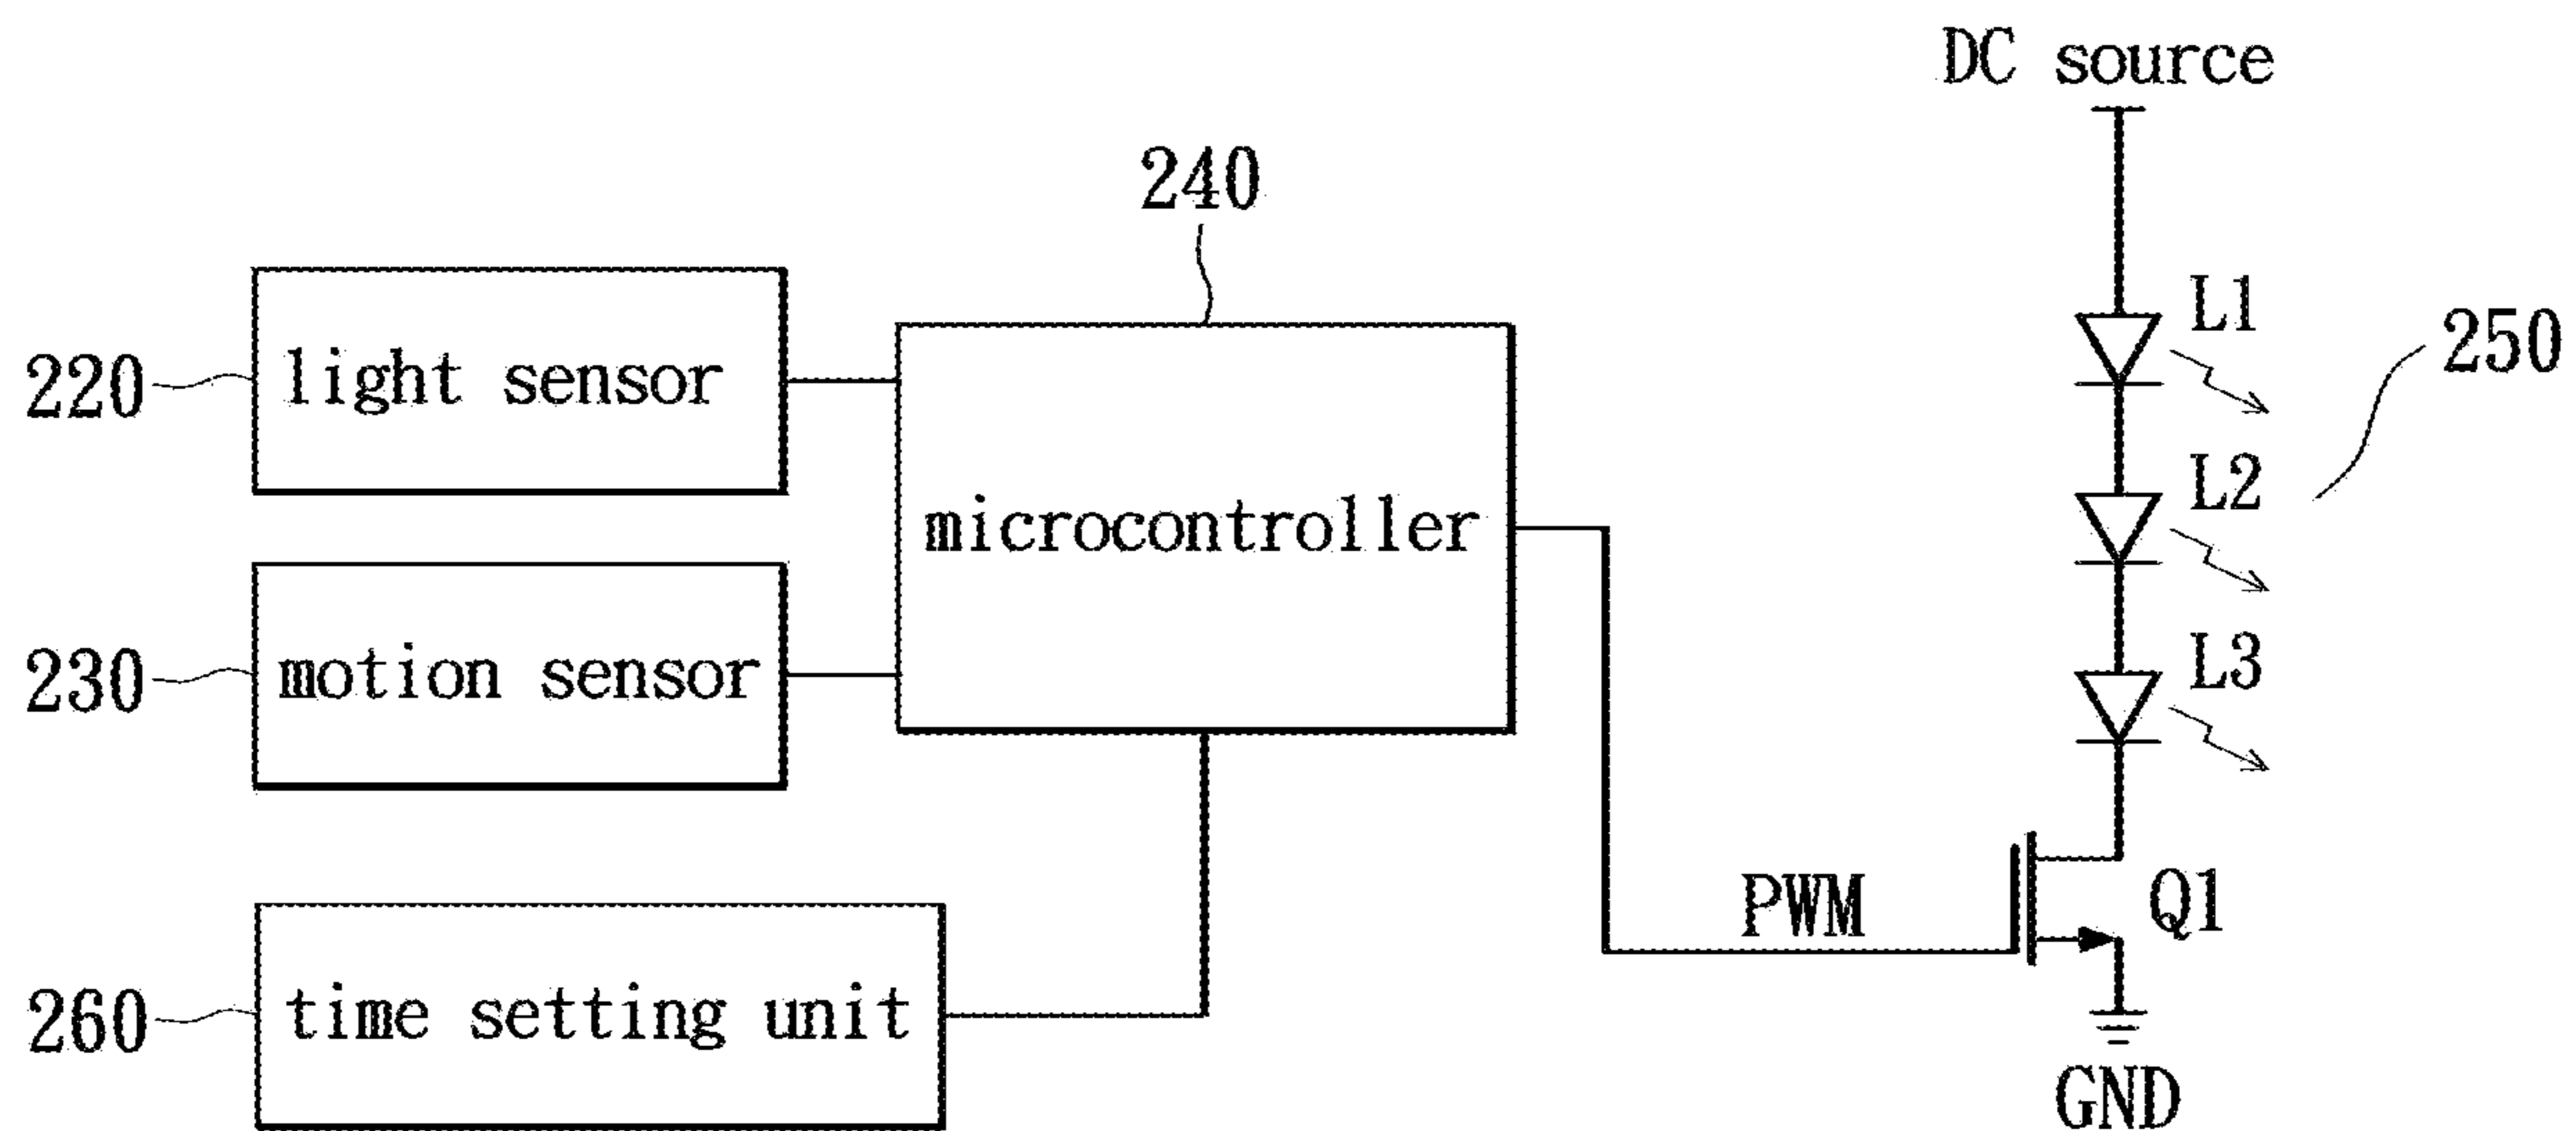 DC source
240
L1
220
light sensor
250
microcontroller
L2
230
motion sensor
L3
PWM
Q1
260
time setting unit
GND